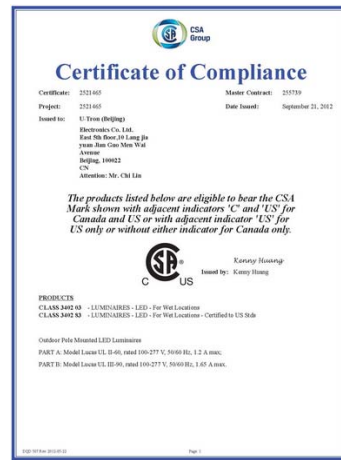 CSA
Group
Certificate of Compliance
Certificate: 2521465 Master Contract: 255739
Project: 2521465 Date Issued: September 21, 2012
Issued to: U-Tron (Beijing)
Electronics Co. Ltd.
East 5th floor,10 Lang jia
yuan Jian Guo Men Wai
Avenue
Beijing, 100022
CN
Attention: Mr. Chi Lin
The products listed below are eligible to bear the CSA
Mark shown with adjacent indicators 'C' and 'US' for
Canada and US or with adjacent indicator 'US' for
US only or without either indicator for Canada only.
C US
Kenny Huang
Issued by: Kenny Huang
PRODUCTS
CLASS 3402 03 - LUMINAIRES - LED - For Wet Locations
CLASS 3402 83 - LUMINAIRES - LED - For Wet Locations - Certified to US Stds
Outdoor Pole Mounted LED Luminaires
PART A: Model Lucas UL II-60, rated 100-277 V, 50/60 Hz, 1.2 A max;
PART B: Model Lucas UL III-90, rated 100-277 V, 50/60 Hz, 1.65 A max.
Page: 1